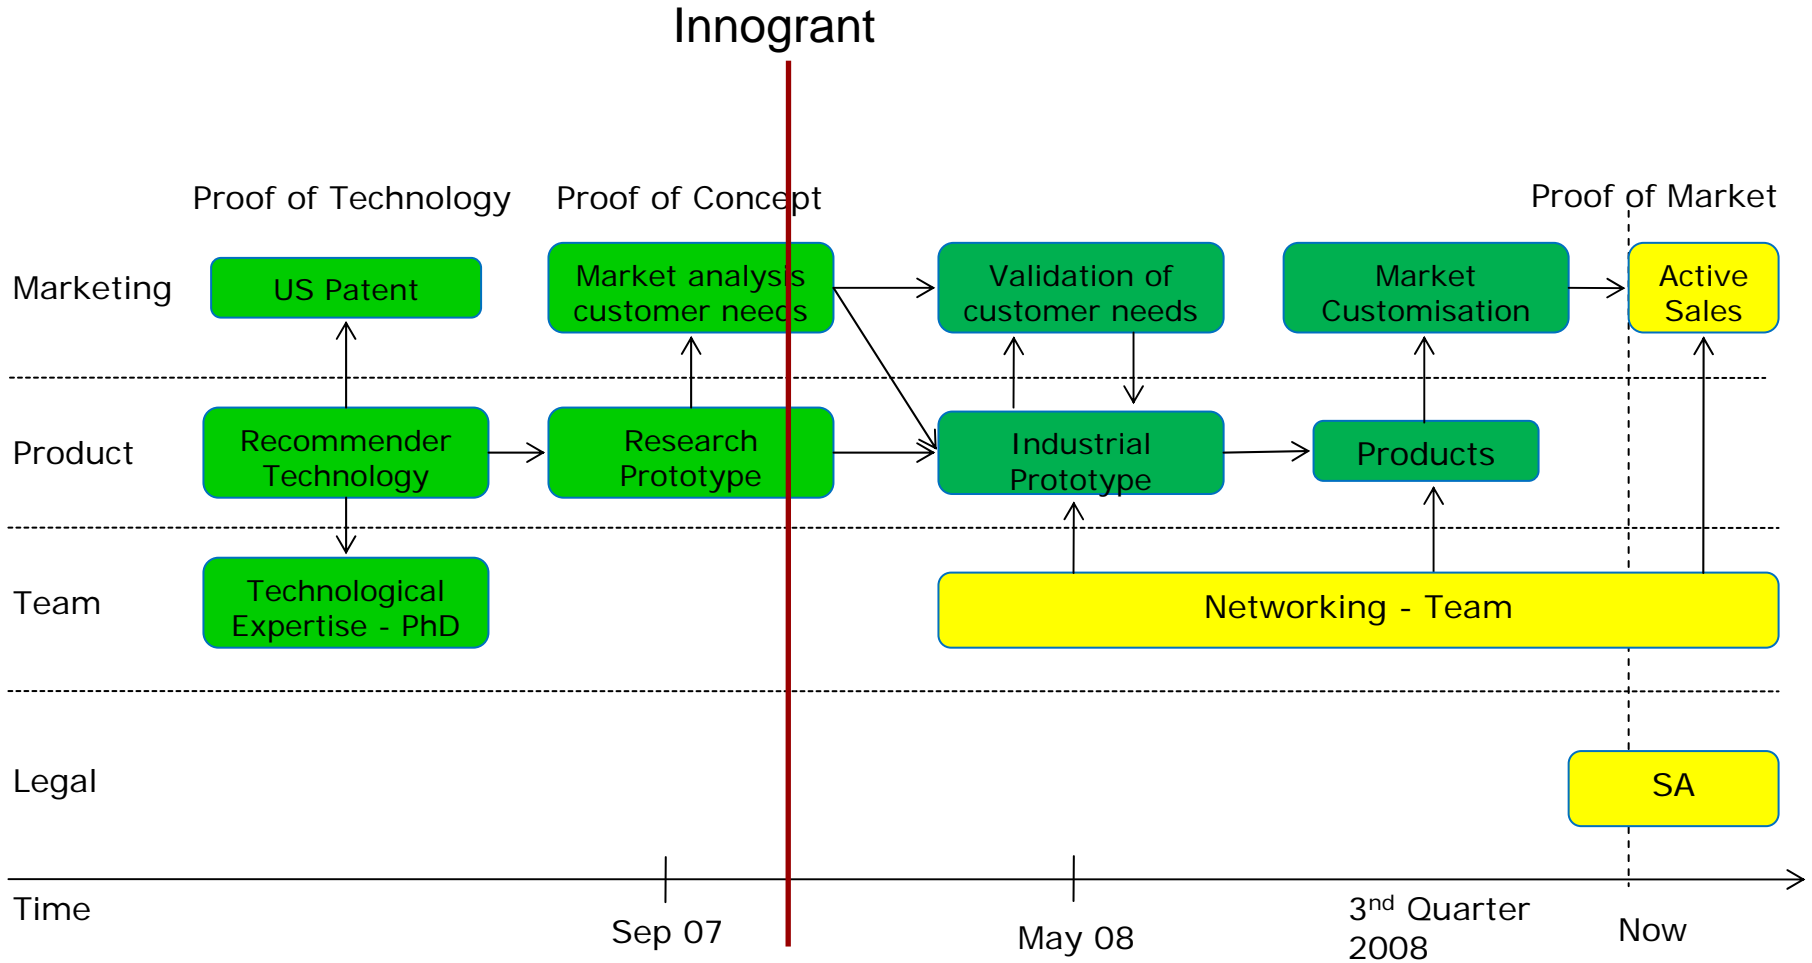 Innogrant
Proof of Technology
Proof of Concept
Proof of Market
Marketing
US Patent
Market analysis
customer needs
Validation of
customer needs
Market
Customisation
Active
Sales
Product
Recommender
Technology
Research
Prototype
Industrial
Prototype
Products
Team
Technological
Expertise - PhD
Networking - Team
Legal
SA
Time
Sep 07
May 08
3nd Quarter
2008
Now